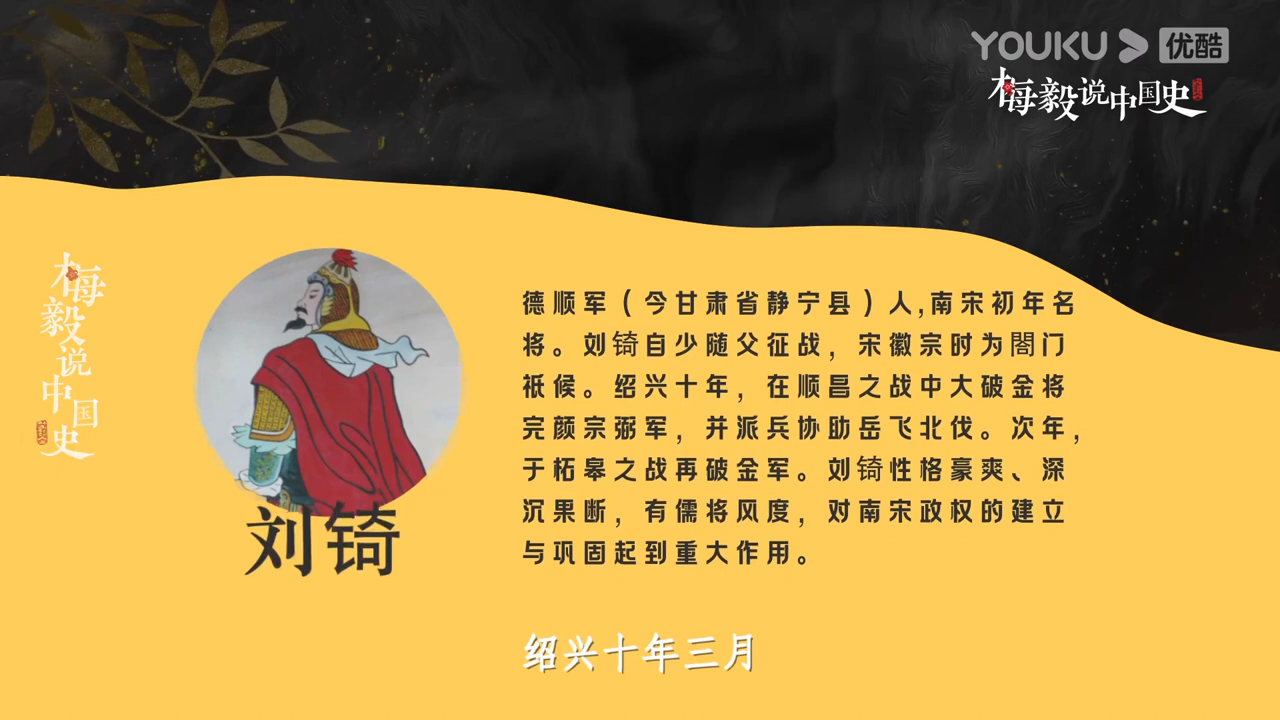 YOUKU 优酷
梅毅说中国史
梅毅说中国史
德顺军（今甘肃省静宁县）人,南宋初年名
将。刘锜自少随父征战，宋徽宗时为閤门
祗候。绍兴十年，在顺昌之战中大破金将
完颜宗弼军，并派兵协助岳飞北伐。次年，
于柘皋之战再破金军。刘锜性格豪爽、深
沉果断，有儒将风度，对南宋政权的建立
与巩固起到重大作用。
刘锜
绍兴十年三月